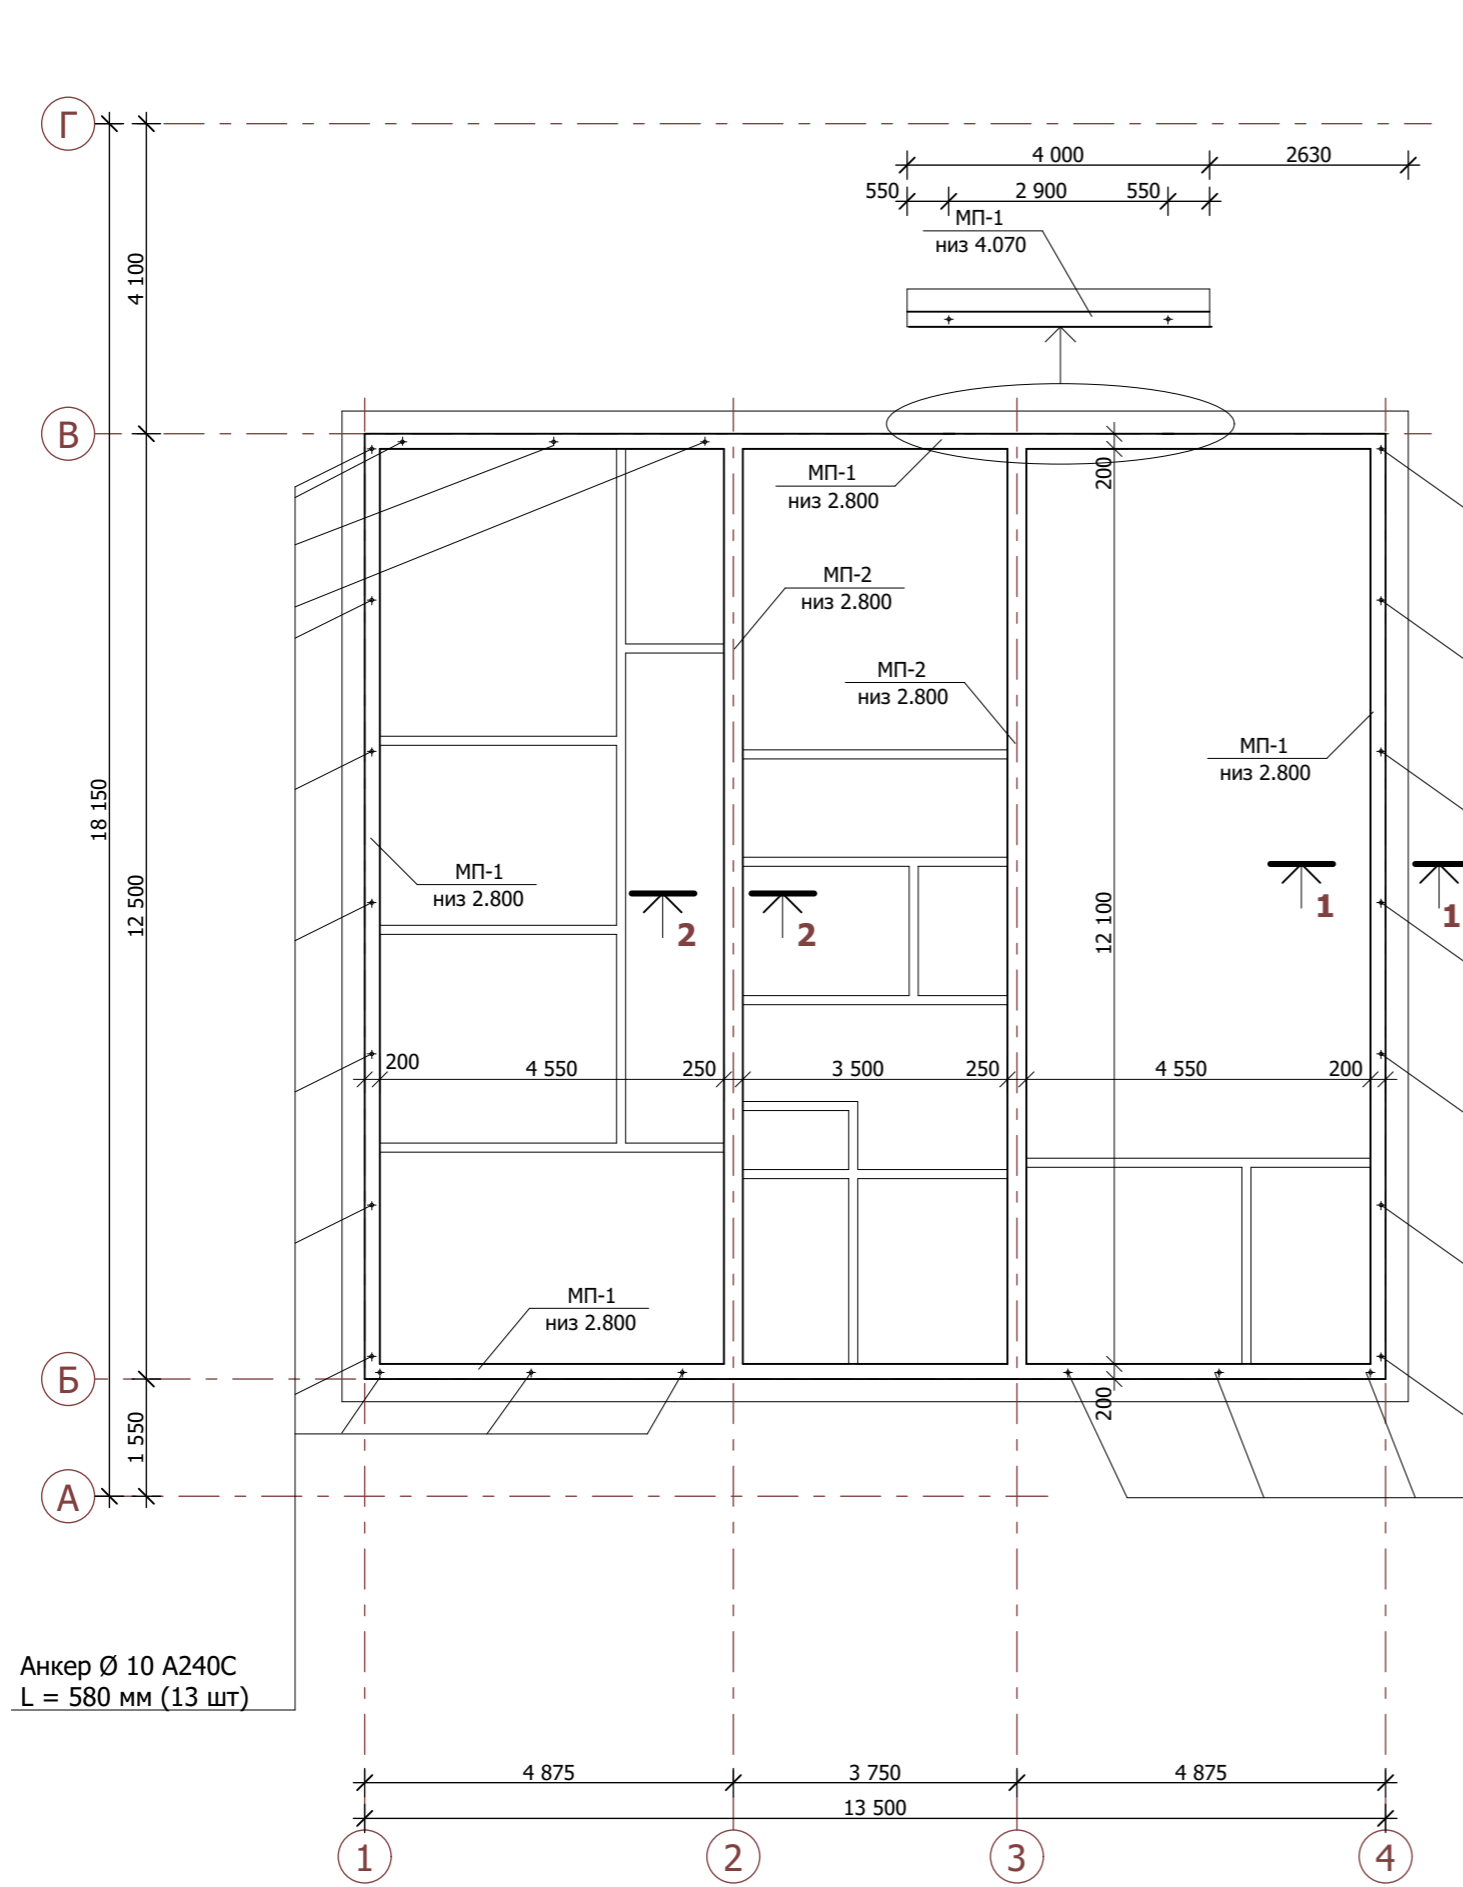 Г
4 000
2630
550
2 900
550
МП-1
низ 4.070
4 100
В
200
МП-1
низ 2.800
МП-2
низ 2.800
МП-2
низ 2.800
МП-1
низ 2.800
18 150
12 500
МП-1
низ 2.800
2
2
12 100
1
1
200
4 550
250
3 500
250
4 550
200
МП-1
низ 2.800
Б
200
1 550
А
Анкер Ø 10 А240С
L = 580 мм (13 шт)
4 875
3 750
4 875
13 500
1
2
3
4